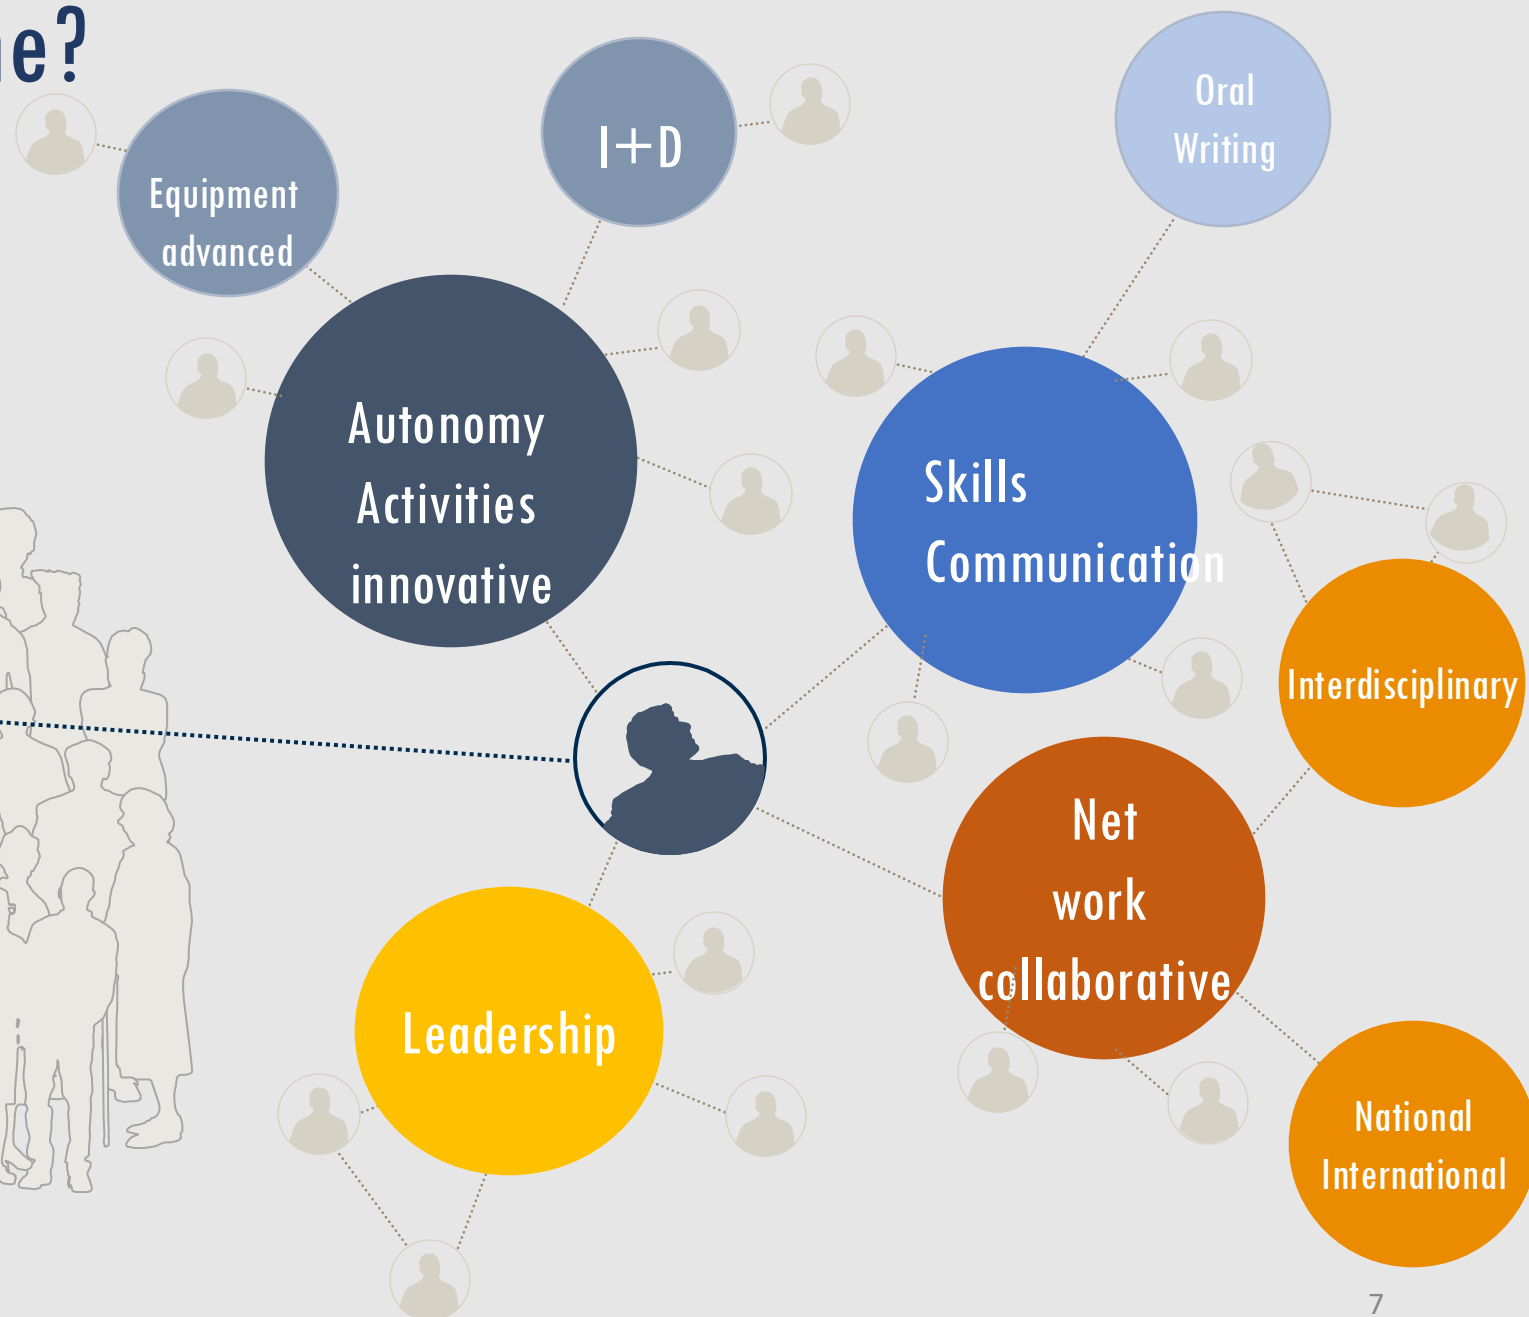 e?
Equipment
advanced
I+D
Oral
Writing
Autonomy
Activities
innovative
Skills
Communication
Interdisciplinary
Net
work
collaborative
Leadership
National
International
7